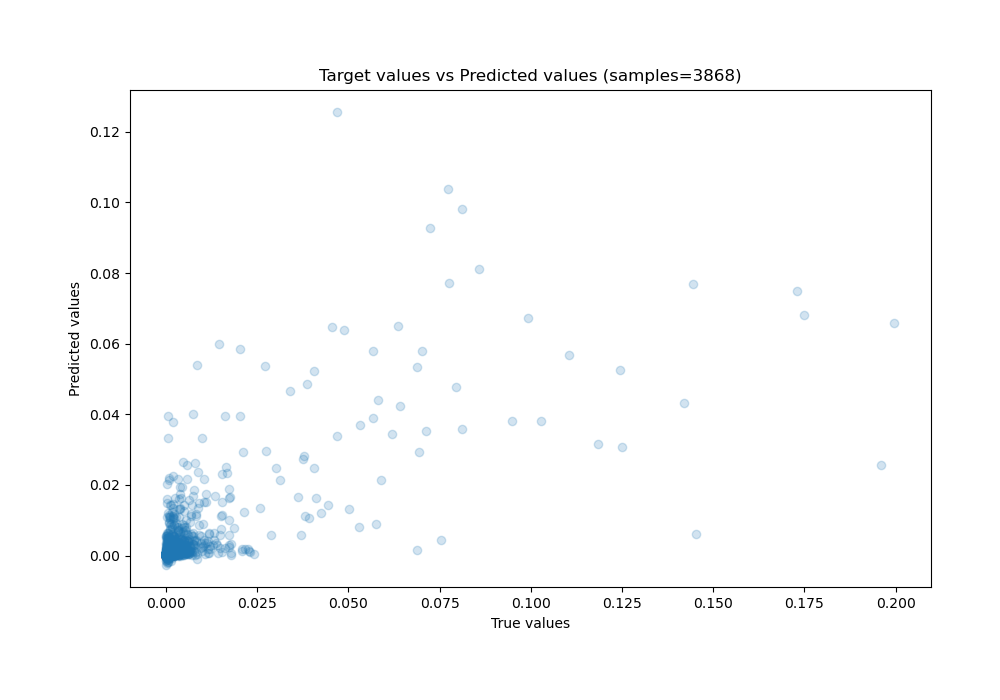 Target values vs Predicted values (samples=3868)
0.12
0.10
0.08
0.06
0.04
0.02
0.00
Predicted values
0.000 0.025 0.050 0.075 0.100 0.125 0.150 0.175 0.200
True values